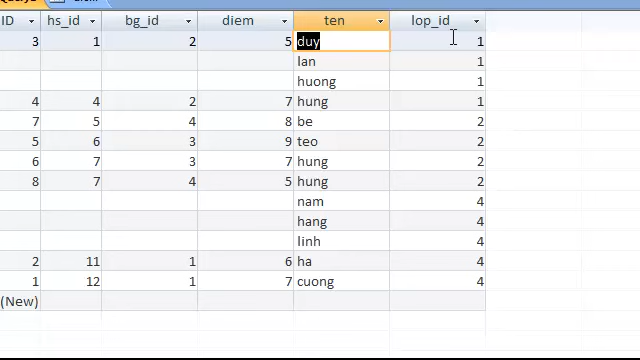 ID hs_id bg_id diem ten lop_id
3 1 2 5 duy 1
lan 1
huong 1
4 4 2 7 hung 1
7 5 4 8 be 2
5 6 3 9 teo 2
6 7 3 7 hung 2
8 7 4 5 hung 2
nam 4
hang 4
linh 4
2 11 1 6 ha 4
1 12 1 7 cuong 4
(New)